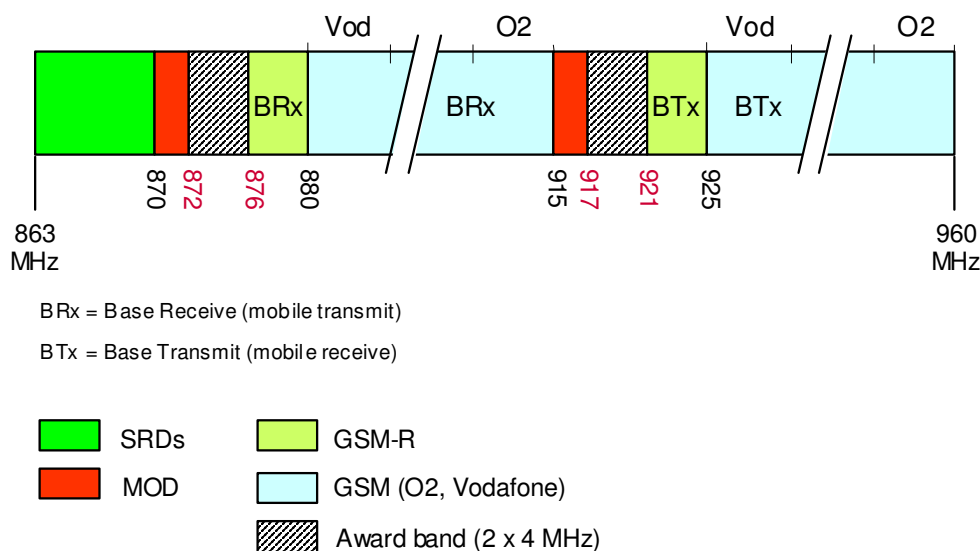 Vod O2 Vod O2
BRx BRx BTx BTx
870 872 876 880 915 917 921 925
863 960
MHz MHz
BRx = Base Receive (mobile transmit)
BTx = Base Transmit (mobile receive)
SRDs GSM-R
MOD GSM (O2, Vodafone)
Award band (2 x 4 MHz)